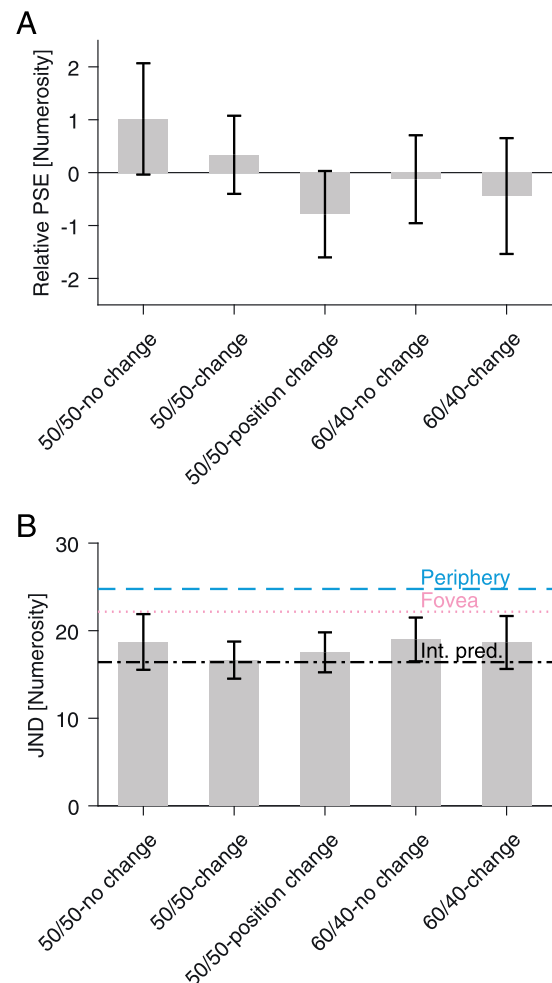 A
Relative PSE [Numerosity]
2
1
0
-1
-2
50/50-no change
50/50-change
50/50-position change
60/40-no change
60/40-change
B
JND [Numerosity]
30
20
10
0
Periphery
Fovea
Int. pred.
50/50-no change
50/50-change
50/50-position change
60/40-no change
60/40-change